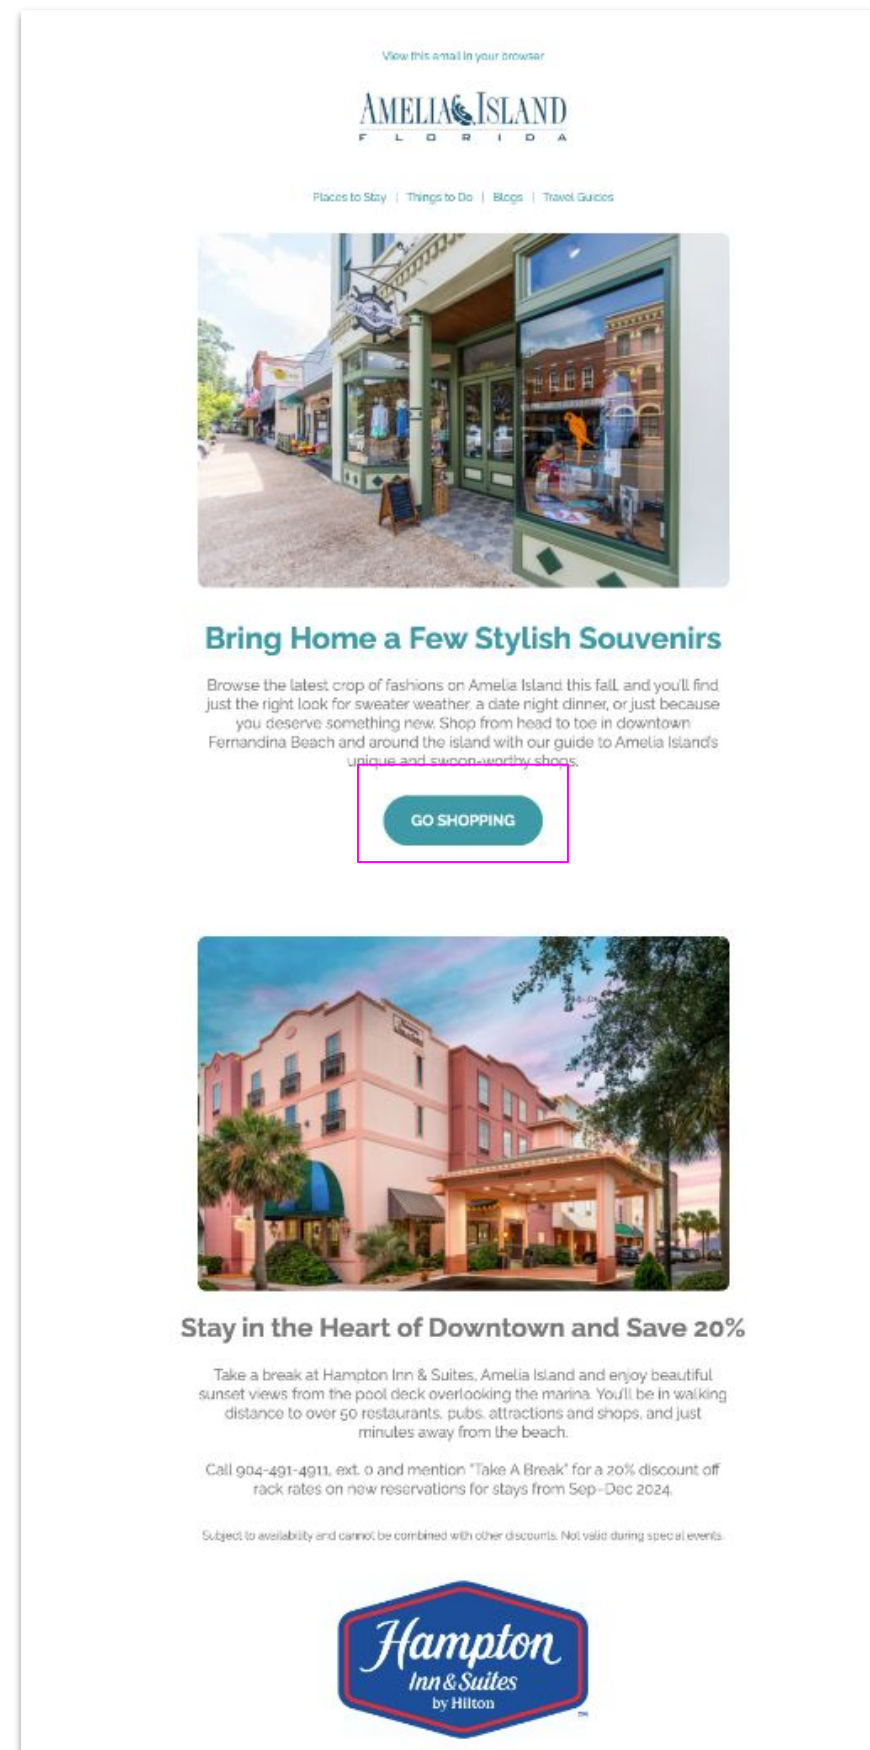 View this email in your browser
AMELIA ISLAND
FLORIDA
Places to Stay | Things to Do | Blogs | Travel Guides
Bring Home a Few Stylish Souvenirs
Browse the latest crop of fashions on Amelia Island this fall, and you'll find
just the right look for sweater weather, a date night dinner, or just because
you deserve something new. Shop from head to toe in downtown
Fernandina Beach and around the island with our guide to Amelia Island's
unique and swoon-worthy shops.
GO SHOPPING
Stay in the Heart of Downtown and Save 20%
Take a break at Hampton Inn & Suites, Amelia Island and enjoy beautiful
sunset views from the pool deck overlooking the marina. You'll be in walking
distance to over 50 restaurants, pubs, attractions and shops, and just
minutes away from the beach.
Call 904-491-4911, ext. 0 and mention "Take A Break" for a 20% discount off
rack rates on new reservations for stays from Sep–Dec 2024.
Subject to availability and cannot be combined with other discounts. Not valid during special events.
Hampton
Inn & Suites
by Hilton
™